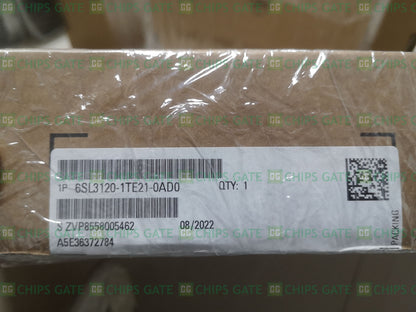 1P 6SL3120-1TE21-0AD0 QTY: 1
S ZVP8558005462 08/2022
A5E36372784
PACKING
CHIPS GATE